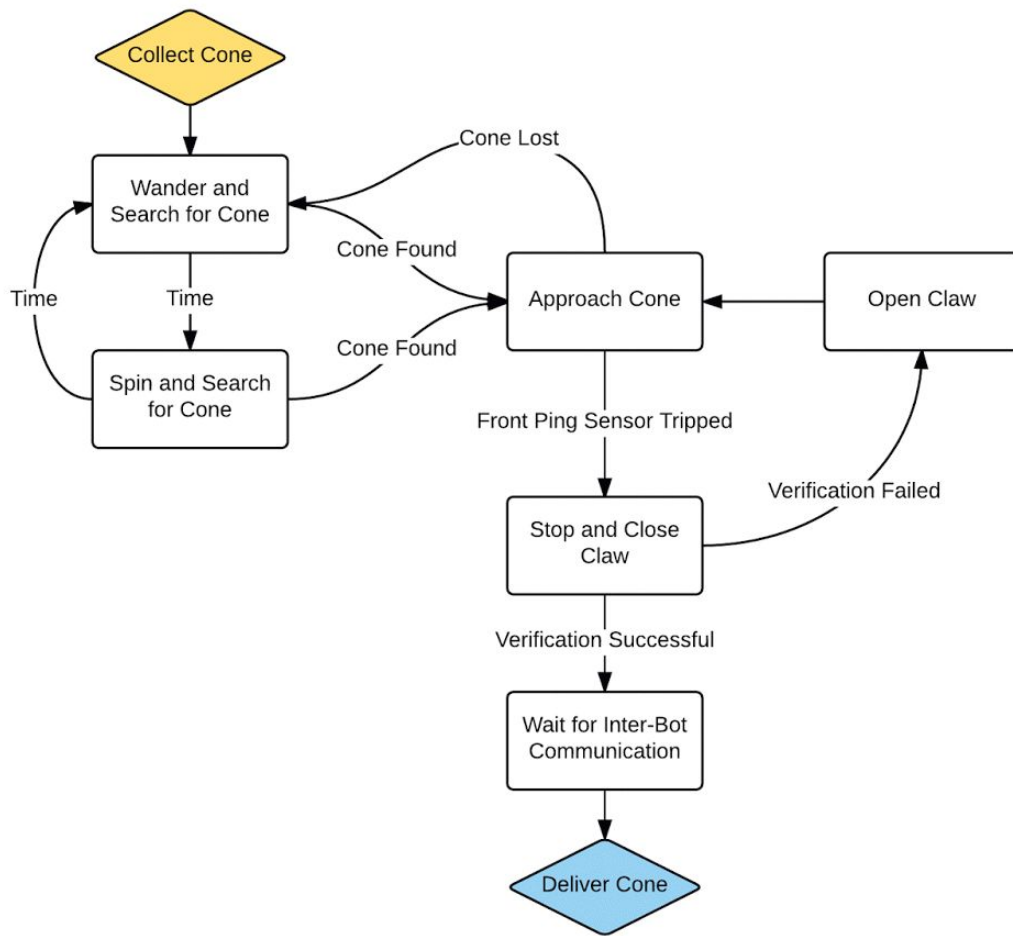 Collect Cone
Cone Lost
Wander and
Search for Cone
Cone Found
Time
Time
Approach Cone
Open Claw
Cone Found
Spin and Search
for Cone
Front Ping Sensor Tripped
Verification Failed
Stop and Close
Claw
Verification Successful
Wait for Inter-Bot
Communication
Deliver Cone